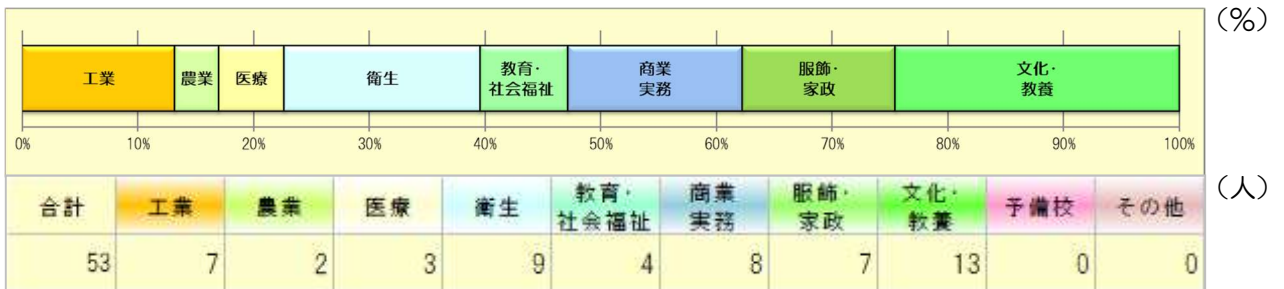 (%)
工業 農業 医療 衛生 教育・社会福祉 商業実務 服飾・家政 文化・教養
0% 10% 20% 30% 40% 50% 60% 70% 80% 90% 100%
(人)
合計 工業 農業 医療 衛生 教育・社会福祉 商業実務 服飾・家政 文化・教養 予備校 その他
53 7 2 3 9 4 8 7 13 0 0